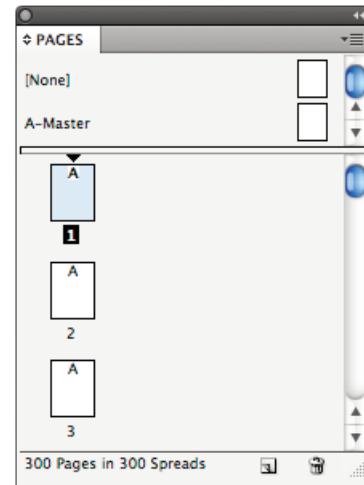 PAGES
[None]
A-Master
A
1
A
2
A
3
300 Pages in 300 Spreads